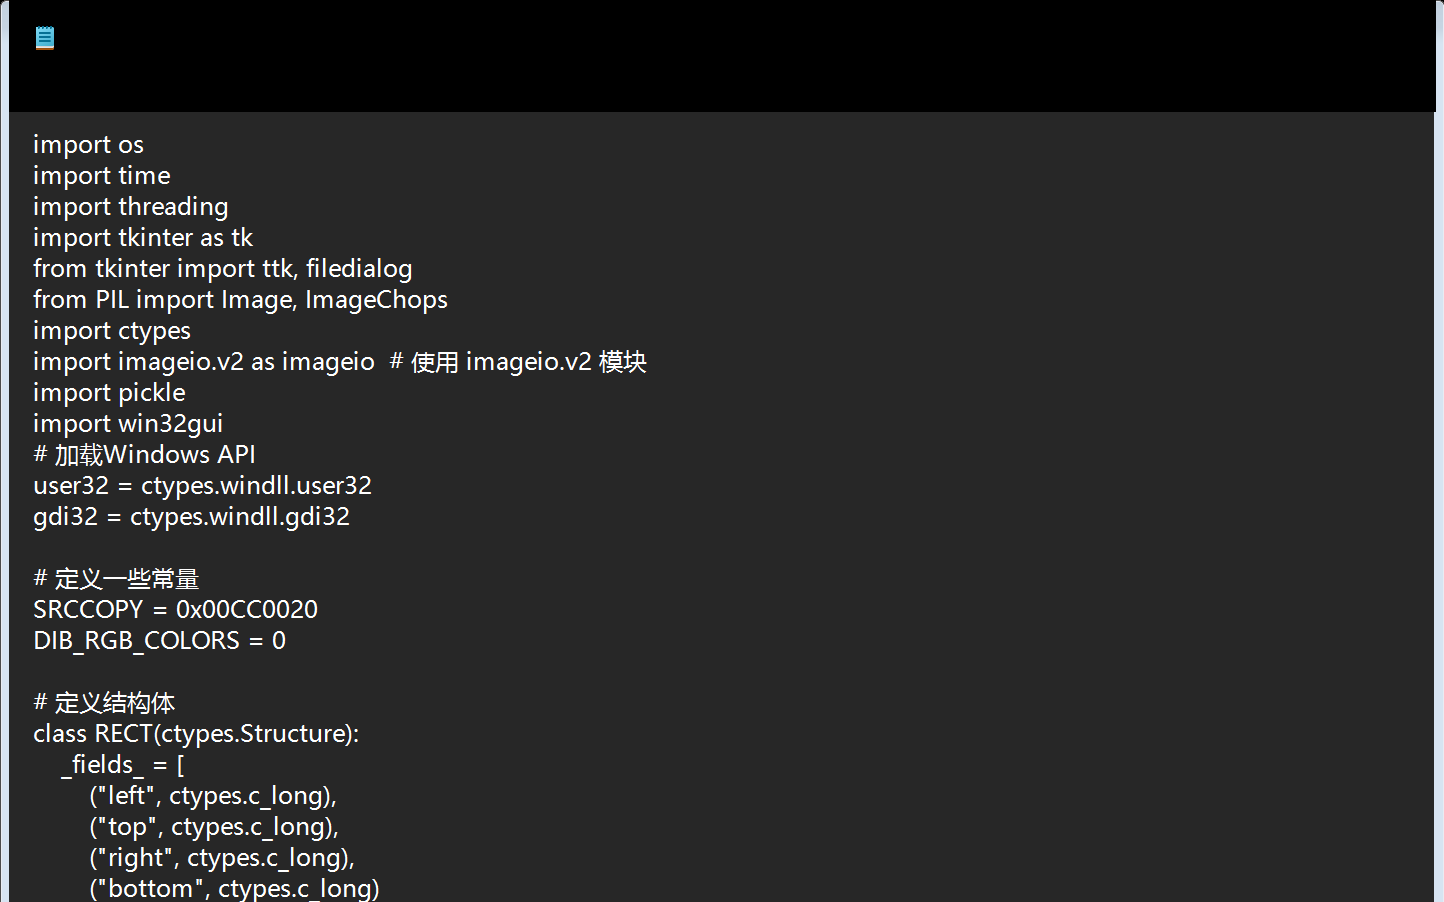 import os
import time
import threading
import tkinter as tk
from tkinter import ttk, filedialog
from PIL import Image, ImageChops
import ctypes
import imageio.v2 as imageio  # 使用 imageio.v2 模块
import pickle
import win32gui
# 加载Windows API
user32 = ctypes.windll.user32
gdi32 = ctypes.windll.gdi32

# 定义一些常量
SRCCOPY = 0x00CC0020
DIB_RGB_COLORS = 0

# 定义结构体
class RECT(ctypes.Structure):
    _fields_ = [
        ("left", ctypes.c_long),
        ("top", ctypes.c_long),
        ("right", ctypes.c_long),
        ("bottom", ctypes.c_long)